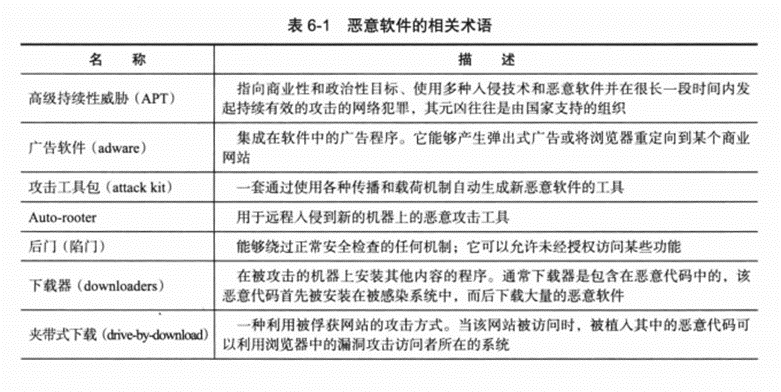 表 6-1 恶意软件的相关术语
名 称 描 述
高级持续性威胁（APT） 指向商业性和政治性目标、使用多种入侵技术和恶意软件并在很长一段时间内发
起持续有效的攻击的网络犯罪，其元凶往往是由国家支持的组织
广告软件（adware） 集成在软件中的广告程序。它能够产生弹出式广告或将浏览器重定向到某个商业
网站
攻击工具包（attack kit） 一套通过使用各种传播和载荷机制自动生成新恶意软件的工具
Auto-rooter 用于远程入侵到新的机器上的恶意攻击工具
后门（陷门） 能够绕过正常安全检查的任何机制；它可以允许未经授权访问某些功能
下载器（downloaders） 在被攻击的机器上安装其他内容的程序。通常下载器是包含在恶意代码中的，该
恶意代码首先被安装在被感染系统中，而后下载大量的恶意软件
夹带式下载（drive-by-download） 一种利用被俘获网站的攻击方式。当该网站被访问时，被植入其中的恶意代码可
以利用浏览器中的漏洞攻击访问者所在的系统